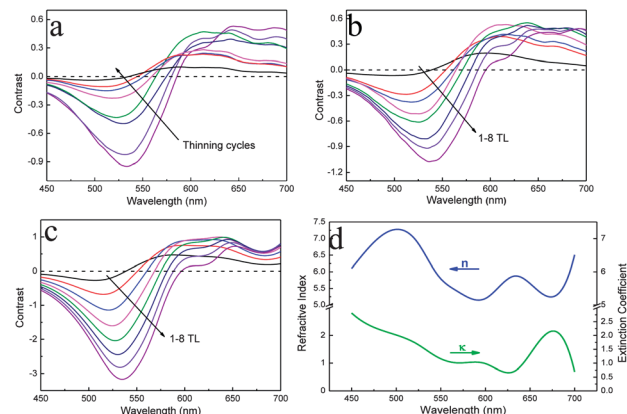 a
0.6
0.3
0.0
-0.3
-0.6
-0.9
Contrast
Thinning cycles
450 500 550 600 650 700
Wavelength (nm)
b
0.6
0.3
0.0
-0.3
-0.6
-0.9
-1.2
Contrast
1-8 TL
450 500 550 600 650 700
Wavelength (nm)
c
1
0
-1
-2
-3
Contrast
1-8 TL
450 500 550 600 650 700
Wavelength (nm)
d
7.5
7.0
6.5
6.0
5.5
5.0
2
1
0
Refracitve Index
n
κ
7
6
2.5
2.0
1.5
1.0
0.5
0.0
Extinction Coefficient
450 500 550 600 650 700
Wavelength (nm)